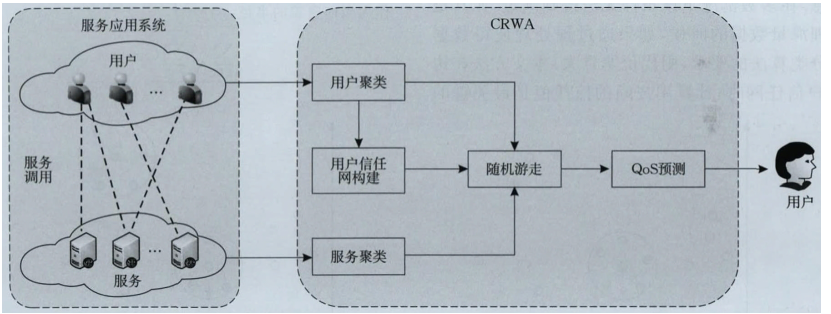 服务应用系统
CRWA
用户
...
用户聚类
服务
调用
用户信任
网构建
随机游走
QoS预测
用户
...
服务
服务聚类